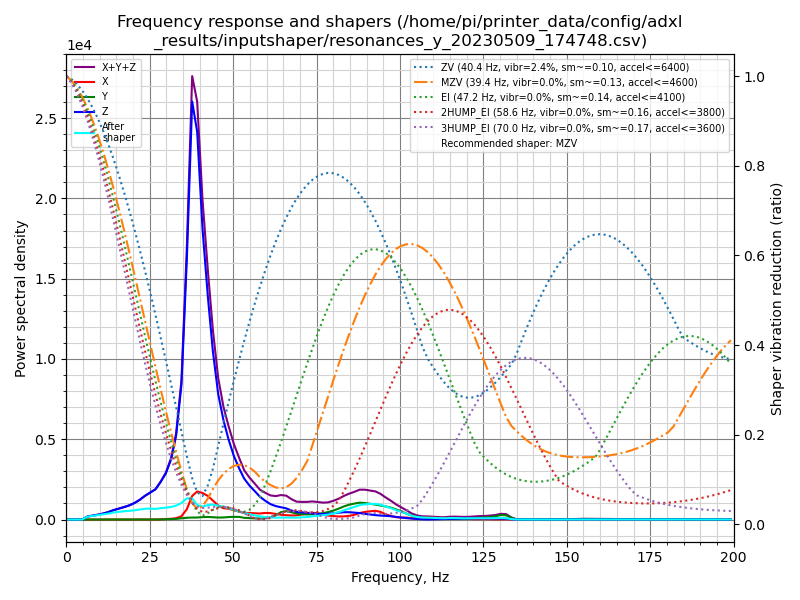 Frequency response and shapers (/home/pi/printer_data/config/adxl
_results/inputshaper/resonances_y_20230509_174748.csv)
1e4
X+Y+Z
X
Y
Z
After
shaper
ZV (40.4 Hz, vibr=2.4%, sm~=0.10, accel<=6400)
MZV (39.4 Hz, vibr=0.0%, sm~=0.13, accel<=4600)
EI (47.2 Hz, vibr=0.0%, sm~=0.14, accel<=4100)
2HUMP_EI (58.6 Hz, vibr=0.0%, sm~=0.16, accel<=3800)
3HUMP_EI (70.0 Hz, vibr=0.0%, sm~=0.17, accel<=3600)
Recommended shaper: MZV
Power spectral density
2.5
2.0
1.5
1.0
0.5
0.0
1.0
0.8
0.6
0.4
0.2
0.0
Shaper vibration reduction (ratio)
0 25 50 75 100 125 150 175 200
Frequency, Hz